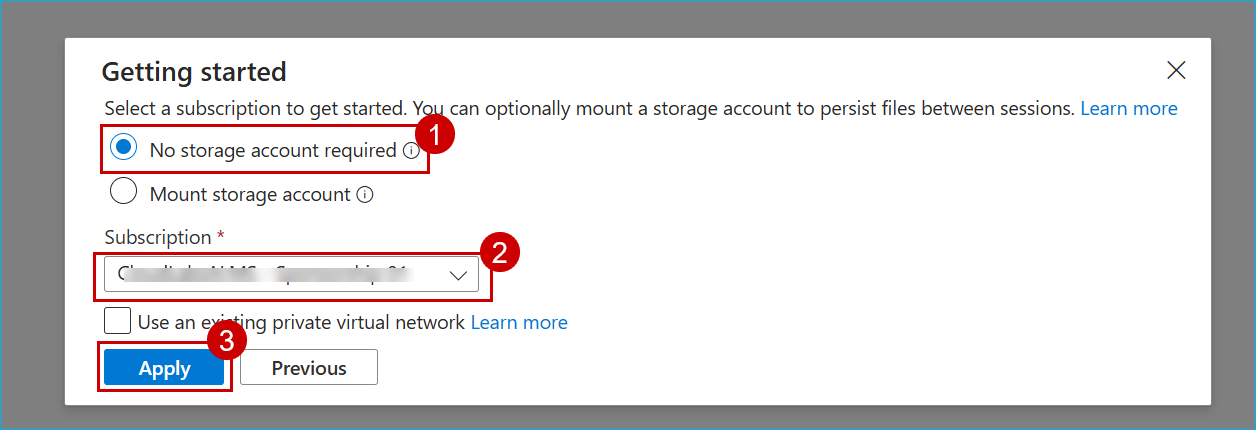 Getting started
Select a subscription to get started. You can optionally mount a storage account to persist files between sessions. Learn more
1
No storage account required
Mount storage account
Subscription *
2
Use an existing private virtual network Learn more
3
Apply
Previous